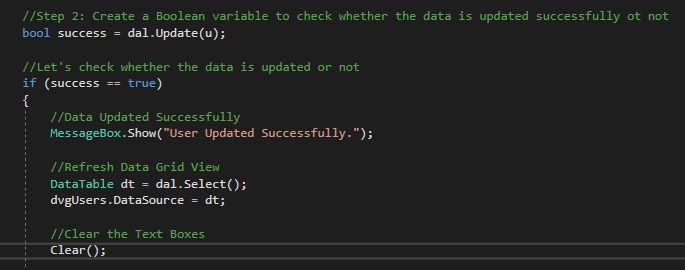 //Step 2: Create a Boolean variable to check whether the data is updated successfully ot not
bool success = dal.Update(u);
//Let's check whether the data is updated or not
if (success == true)
{
//Data Updated Successfully
MessageBox.Show("User Updated Successfully.");
//Refresh Data Grid View
DataTable dt = dal.Select();
dvgUsers.DataSource = dt;
//Clear the Text Boxes
Clear();